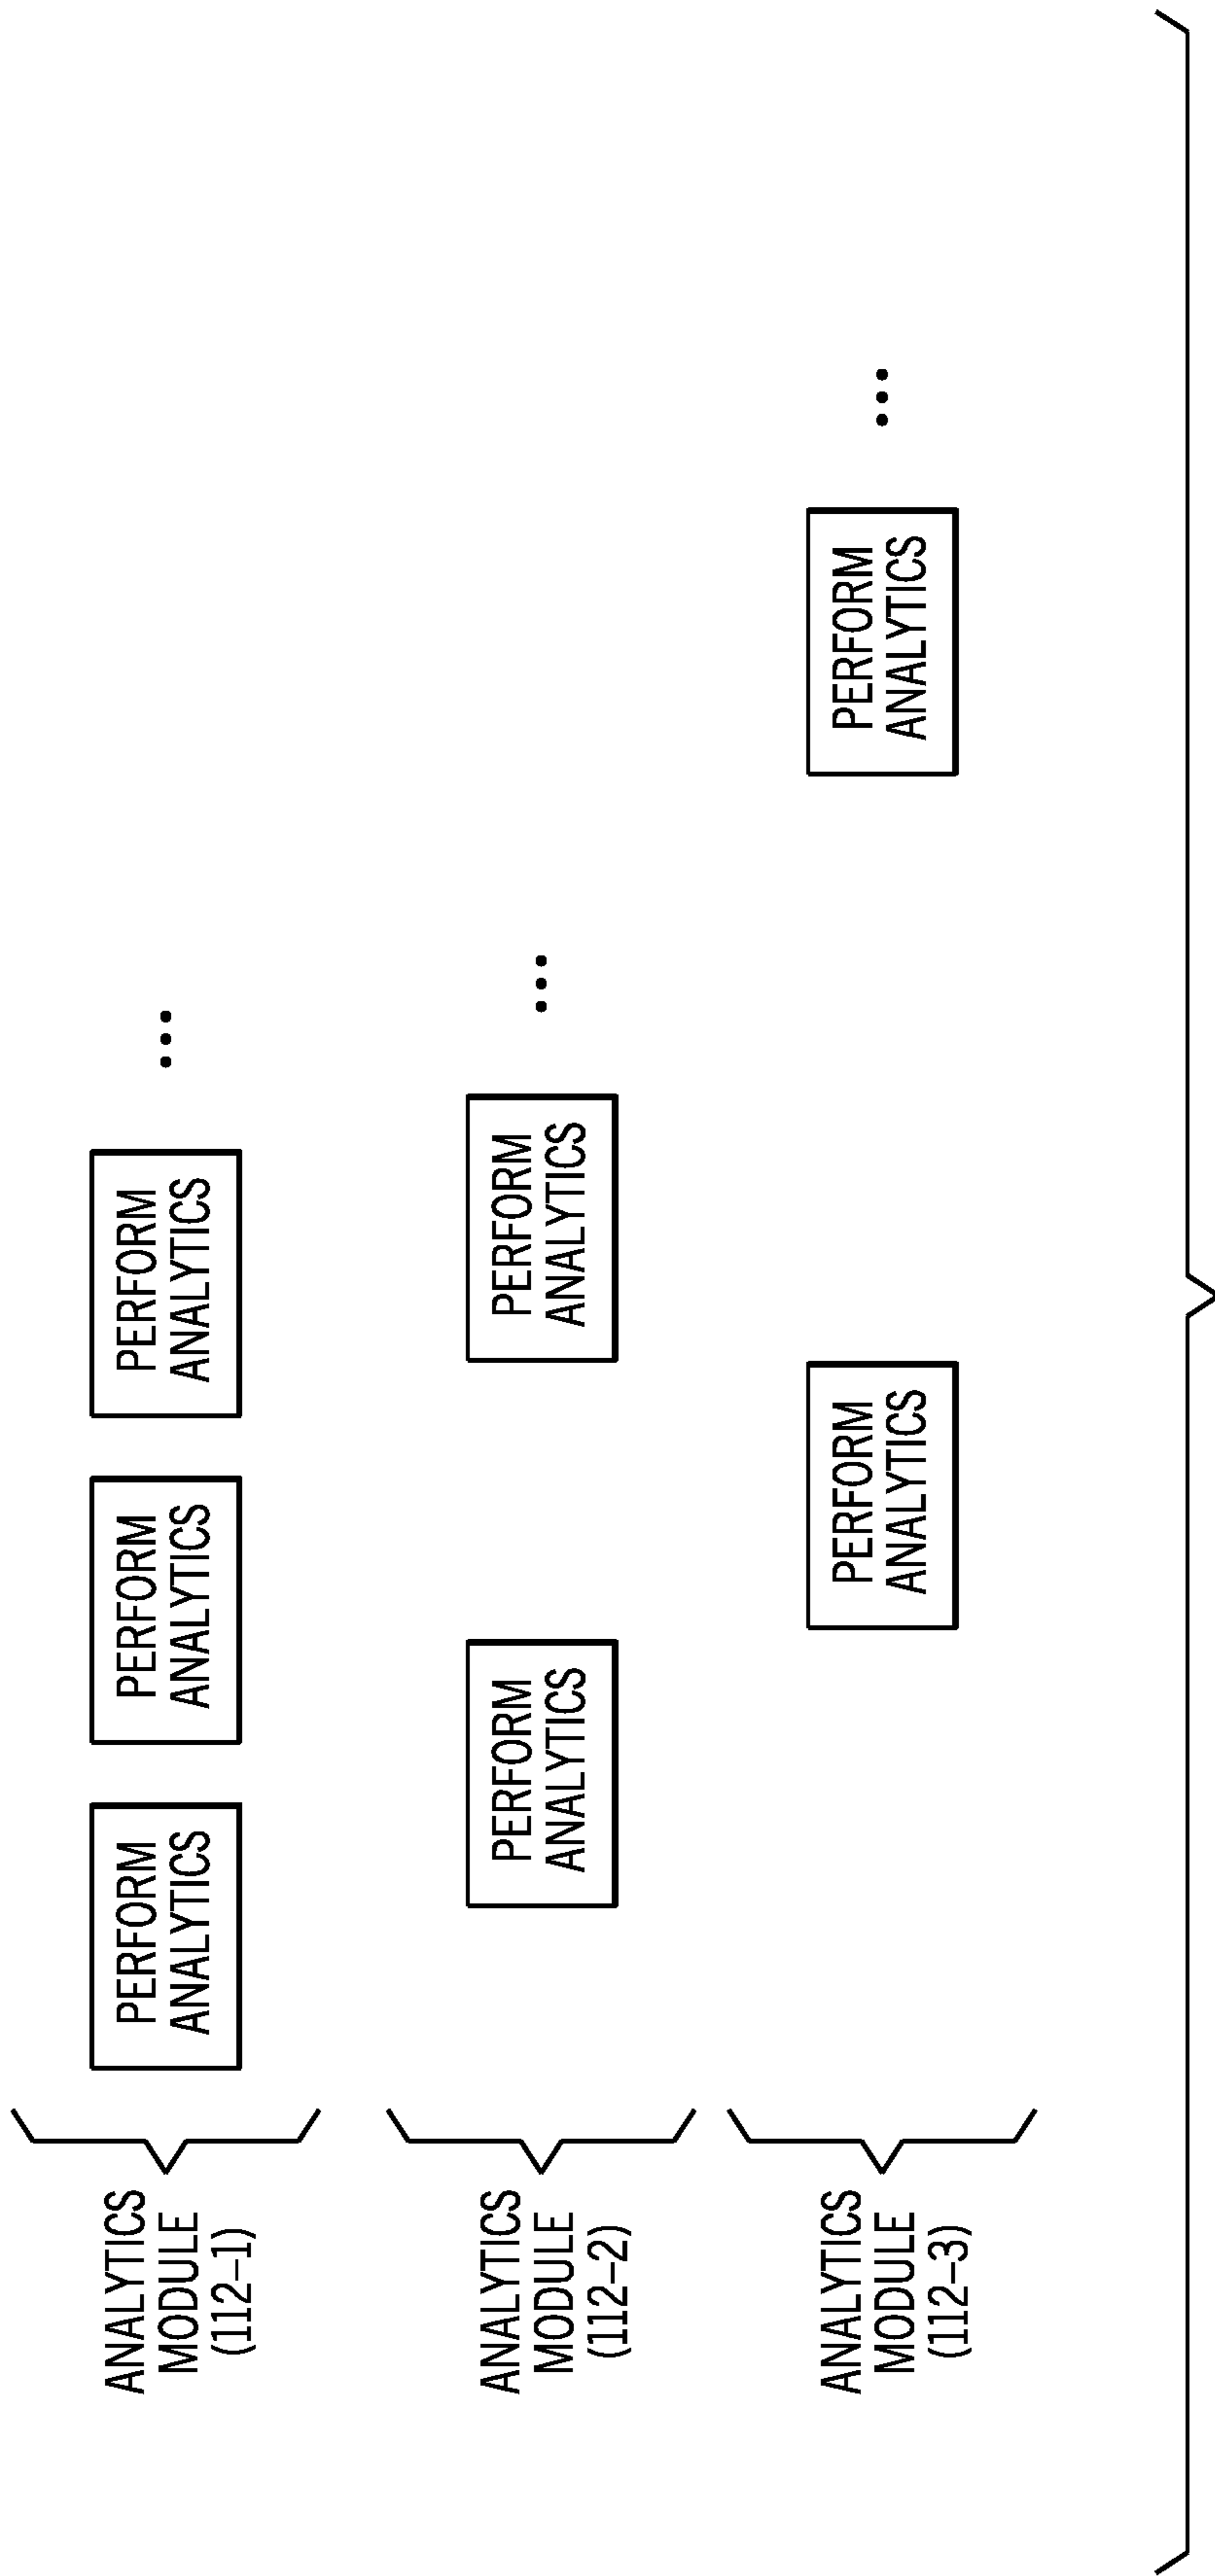 ANALYTICS
MODULE
(112–1)
PERFORM
ANALYTICS
PERFORM
ANALYTICS
PERFORM
ANALYTICS
...
ANALYTICS
MODULE
(112–2)
PERFORM
ANALYTICS
PERFORM
ANALYTICS
...
ANALYTICS
MODULE
(112–3)
PERFORM
ANALYTICS
PERFORM
ANALYTICS
...